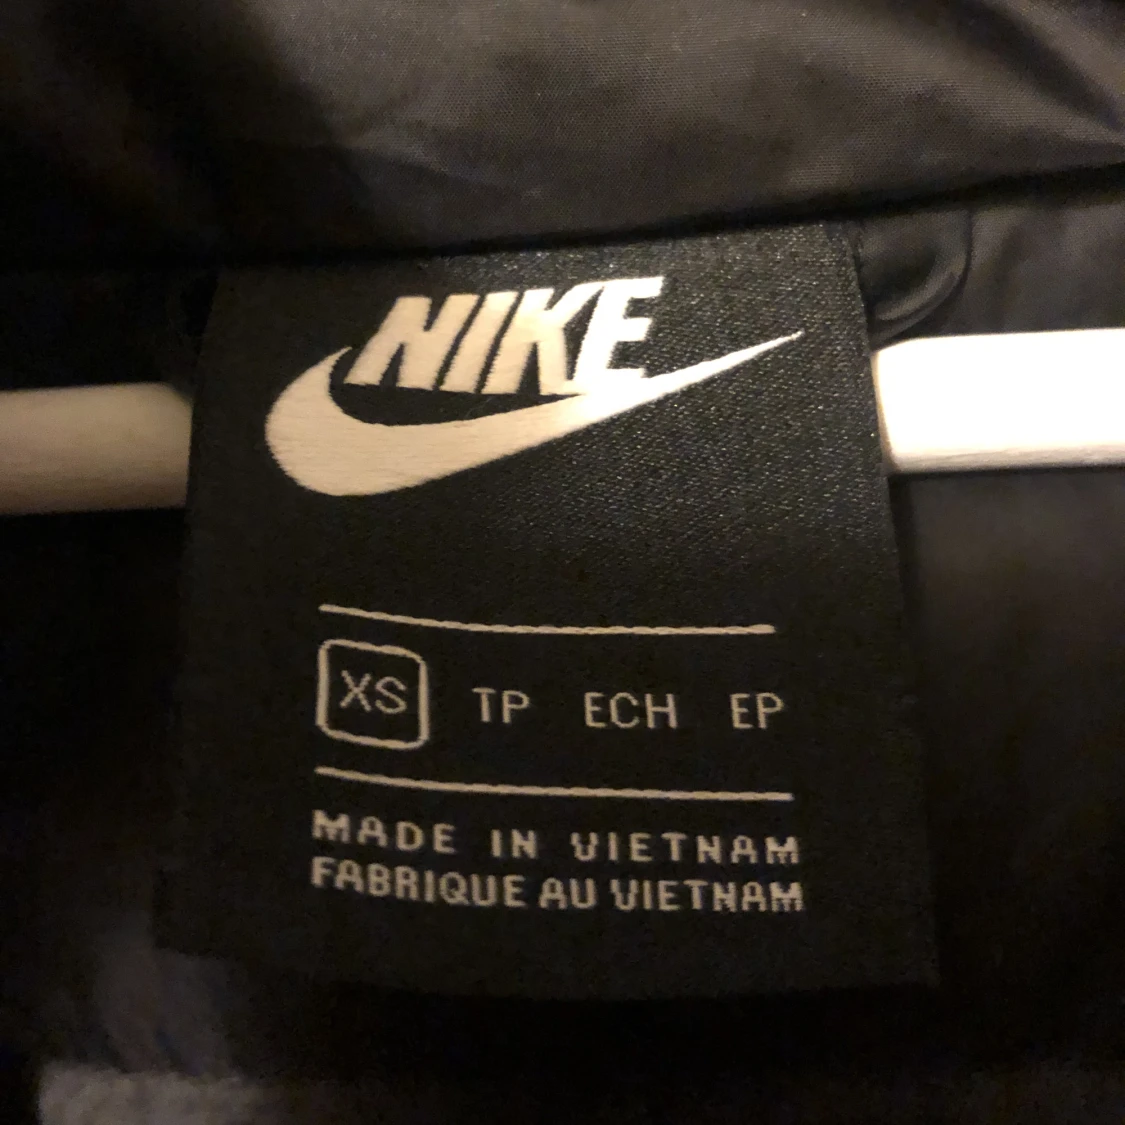 NIKE
XS TP ECH EP
MADE IN VIETNAM
FABRIQUE AU VIETNAM